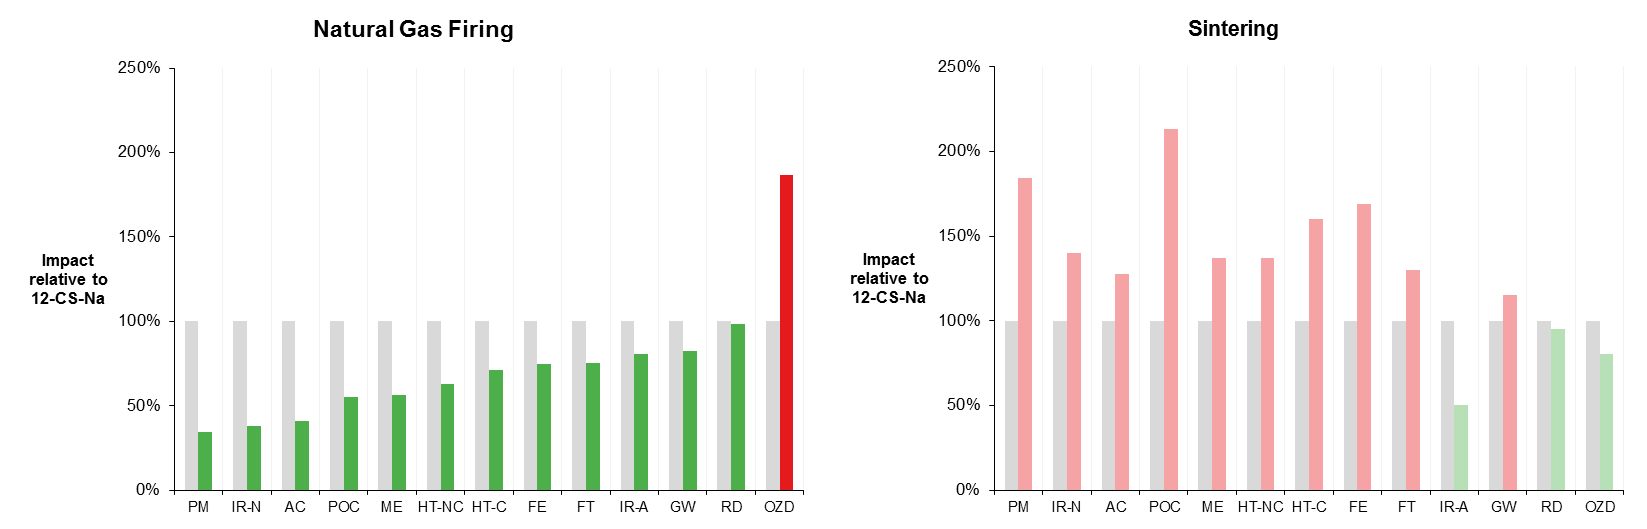 Natural Gas Firing
250%
200%
150%
100%
50%
0%
Impact
relative to
12-CS-Na
PM IR-N AC POC ME HT-NC HT-C FE FT IR-A GW RD OZD
Sintering
250%
200%
150%
100%
50%
0%
Impact
relative to
12-CS-Na
PM IR-N AC POC ME HT-NC HT-C FE FT IR-A GW RD OZD